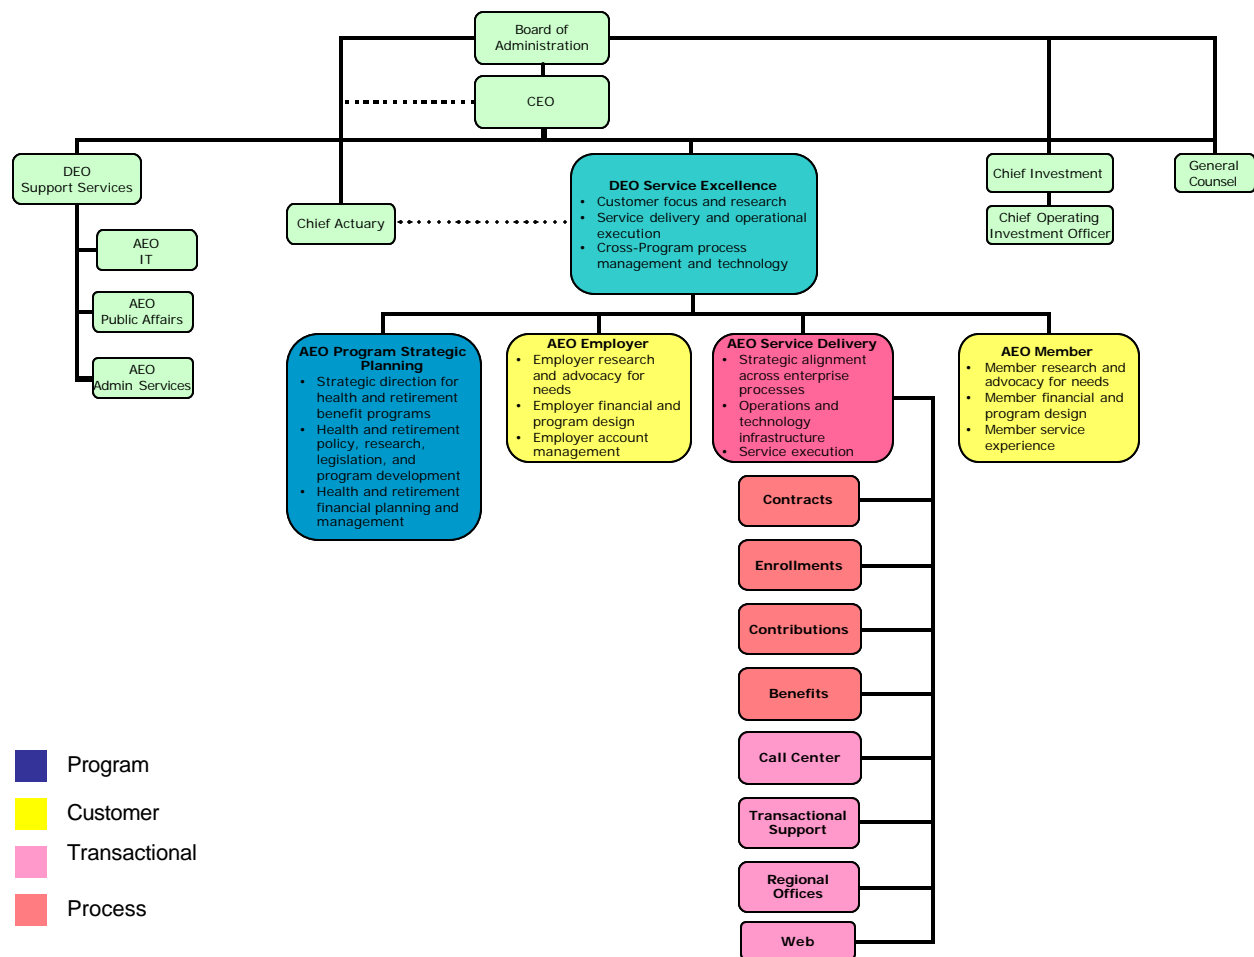 Board of
Administration
CEO
DEO
Support Services
DEO Service Excellence
• Customer focus and research
• Service delivery and operational
execution
• Cross-Program process
management and technology
Chief Investment
General
Counsel
Chief Actuary
Chief Operating
Investment Officer
AEO
IT
AEO
Public Affairs
AEO
Admin Services
AEO Program Strategic
Planning
• Strategic direction for
health and retirement
benefit programs
• Health and retirement
policy, research,
legislation, and
program development
• Health and retirement
financial planning and
management
AEO Employer
• Employer research
and advocacy for
needs
• Employer financial and
program design
• Employer account
management
AEO Service Delivery
• Strategic alignment
across enterprise
processes
• Operations and
technology
infrastructure
• Service execution
AEO Member
• Member research and
advocacy for needs
• Member financial and
program design
• Member service
experience
Contracts
Enrollments
Contributions
Benefits
Call Center
Transactional
Support
Regional
Offices
Web
Program
Customer
Transactional
Process